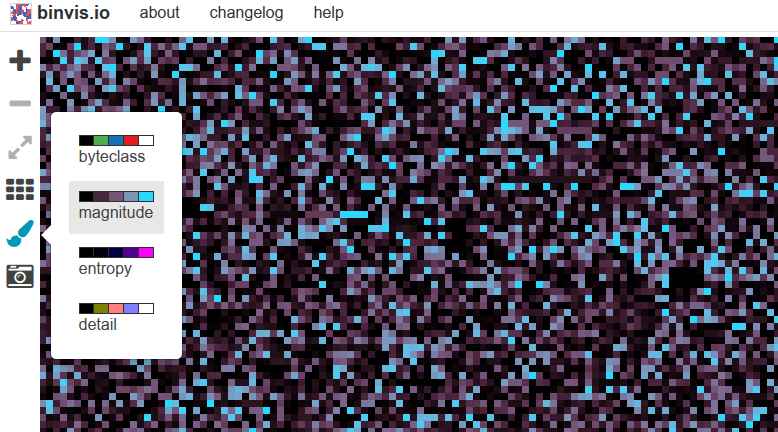 binvis.io about changelog help
byteclass
magnitude
entropy
detail